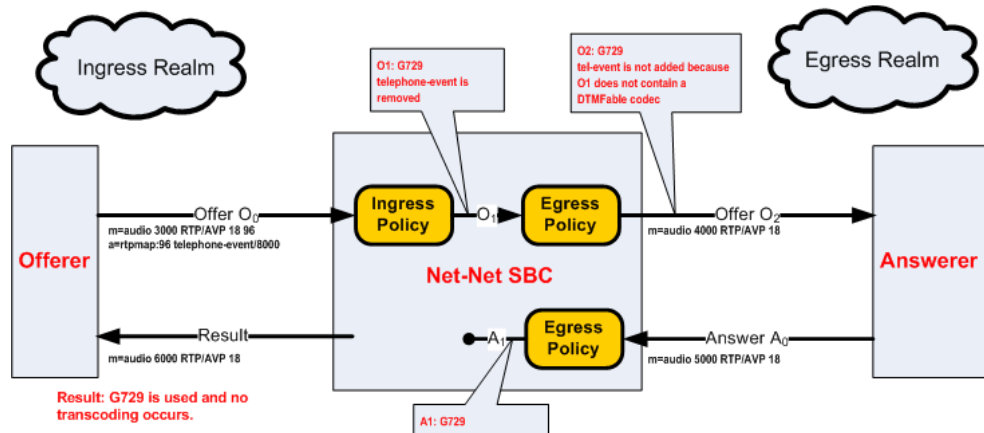 Ingress Realm
O1: G729
telephone-event is
removed
O2: G729
tel-event is not added because
O1 does not contain a
DTMFable codec
Egress Realm
Offerer
Offer O₀
m=audio 3000 RTP/AVP 18 96
a=rtpmap:96 telephone-event/8000
Ingress
Policy
O₁
Egress
Policy
Offer O₂
m=audio 4000 RTP/AVP 18
Net-Net SBC
Answerer
Result
m=audio 6000 RTP/AVP 18
A₁
Egress
Policy
Answer A₀
m=audio 5000 RTP/AVP 18
Result: G729 is used and no
transcoding occurs.
A1: G729